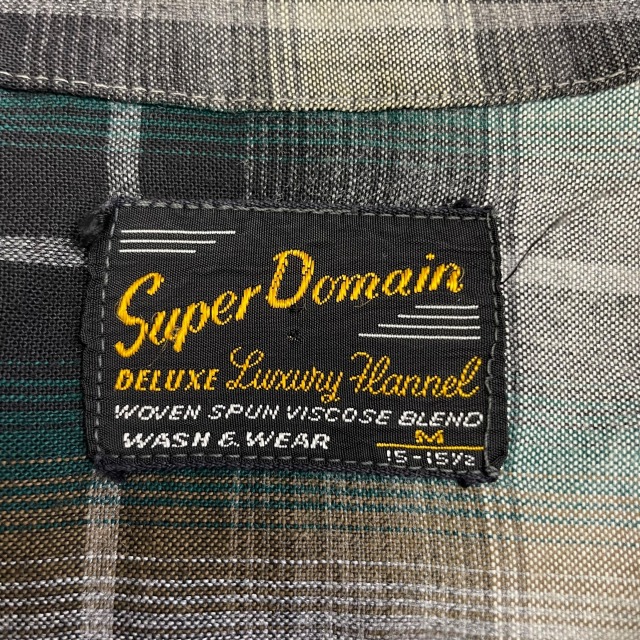 Super Domain
DELUXE Luxury Flannel
WOVEN SPUN VISCOSE BLEND
WASH & WEAR
M
15-15½